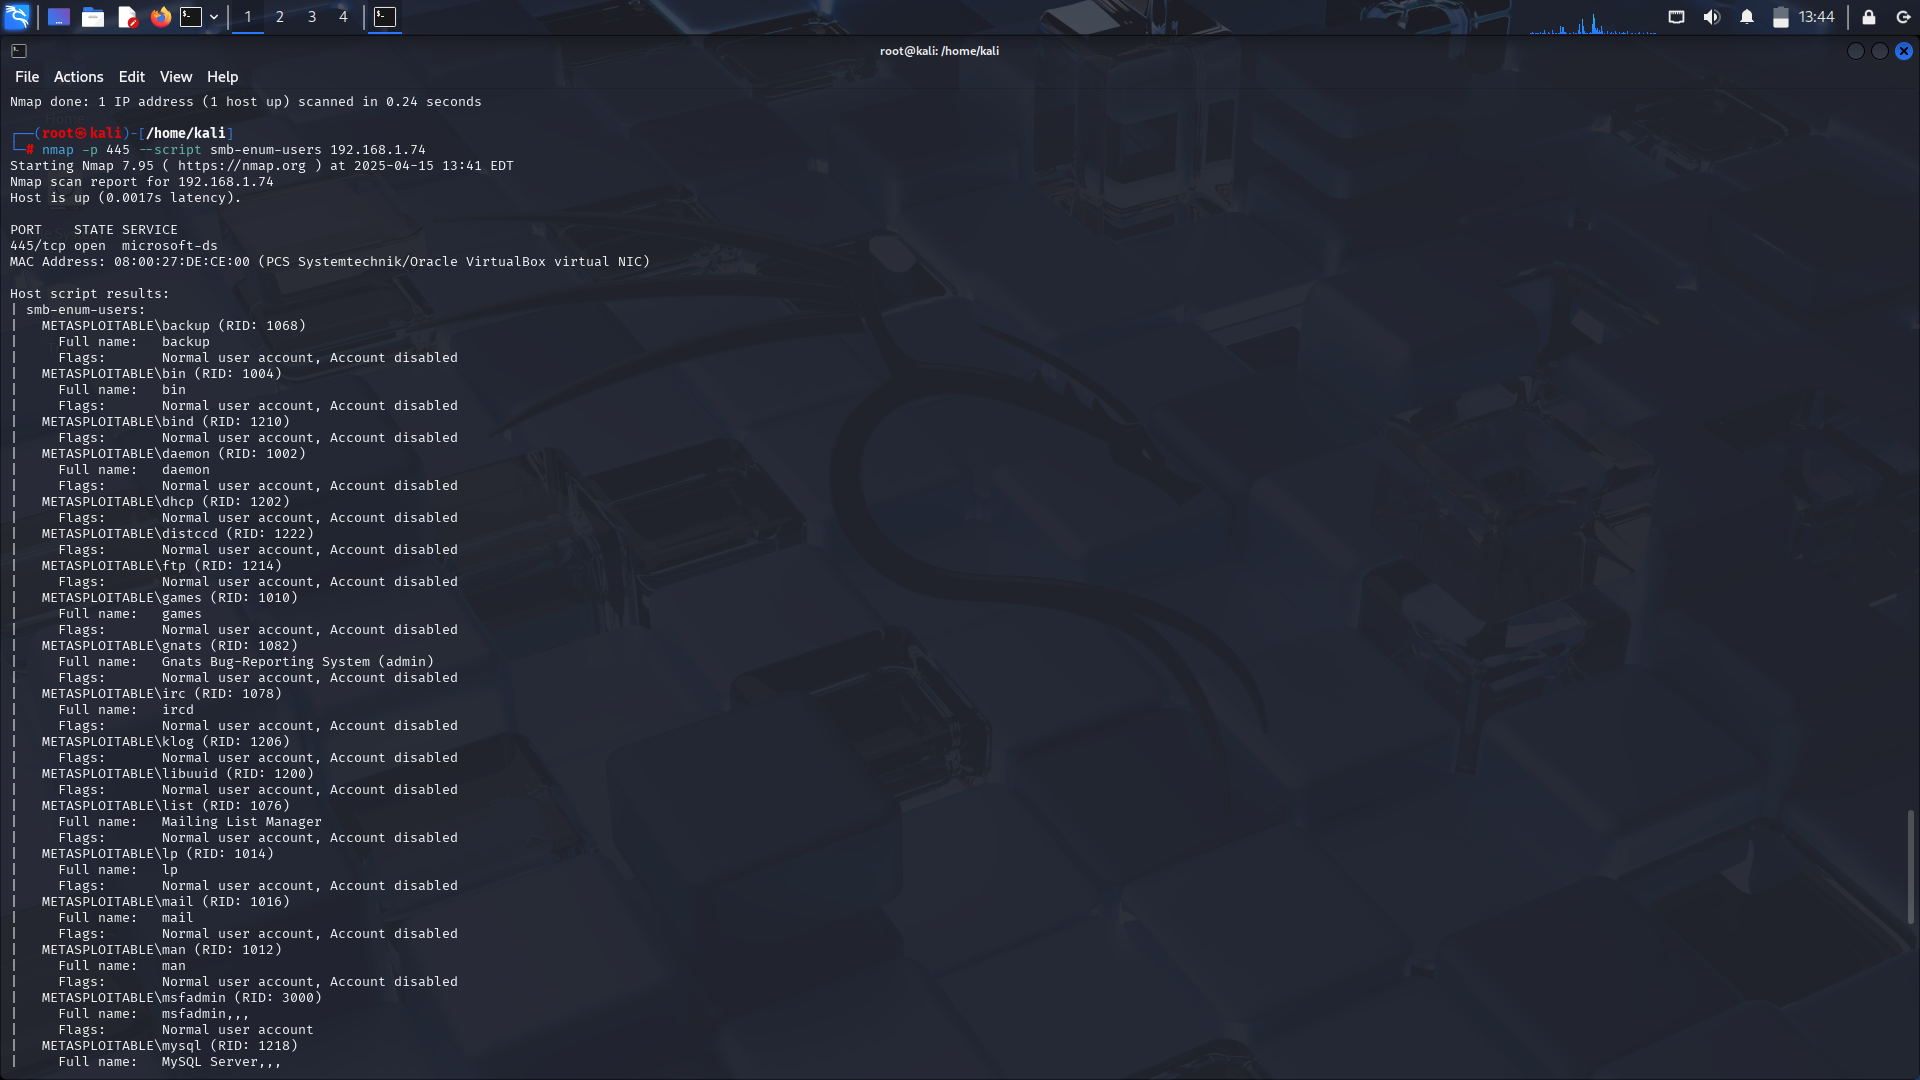 1 2 3 4 13:44
root@kali: /home/kali
File Actions Edit View Help
Nmap done: 1 IP address (1 host up) scanned in 0.24 seconds
┌──(root㉿kali)-[/home/kali]
└─# nmap -p 445 --script smb-enum-users 192.168.1.74
Starting Nmap 7.95 ( https://nmap.org ) at 2025-04-15 13:41 EDT
Nmap scan report for 192.168.1.74
Host is up (0.0017s latency).
PORT    STATE SERVICE
445/tcp open  microsoft-ds
MAC Address: 08:00:27:DE:CE:00 (PCS Systemtechnik/Oracle VirtualBox virtual NIC)
Host script results:
| smb-enum-users:
|   METASPLOITABLE\backup (RID: 1068)
|     Full name:   backup
|     Flags:       Normal user account, Account disabled
|   METASPLOITABLE\bin (RID: 1004)
|     Full name:   bin
|     Flags:       Normal user account, Account disabled
|   METASPLOITABLE\bind (RID: 1210)
|     Flags:       Normal user account, Account disabled
|   METASPLOITABLE\daemon (RID: 1002)
|     Full name:   daemon
|     Flags:       Normal user account, Account disabled
|   METASPLOITABLE\dhcp (RID: 1202)
|     Flags:       Normal user account, Account disabled
|   METASPLOITABLE\distccd (RID: 1222)
|     Flags:       Normal user account, Account disabled
|   METASPLOITABLE\ftp (RID: 1214)
|     Flags:       Normal user account, Account disabled
|   METASPLOITABLE\games (RID: 1010)
|     Full name:   games
|     Flags:       Normal user account, Account disabled
|   METASPLOITABLE\gnats (RID: 1082)
|     Full name:   Gnats Bug-Reporting System (admin)
|     Flags:       Normal user account, Account disabled
|   METASPLOITABLE\irc (RID: 1078)
|     Full name:   ircd
|     Flags:       Normal user account, Account disabled
|   METASPLOITABLE\klog (RID: 1206)
|     Flags:       Normal user account, Account disabled
|   METASPLOITABLE\libuuid (RID: 1200)
|     Flags:       Normal user account, Account disabled
|   METASPLOITABLE\list (RID: 1076)
|     Full name:   Mailing List Manager
|     Flags:       Normal user account, Account disabled
|   METASPLOITABLE\lp (RID: 1014)
|     Full name:   lp
|     Flags:       Normal user account, Account disabled
|   METASPLOITABLE\mail (RID: 1016)
|     Full name:   mail
|     Flags:       Normal user account, Account disabled
|   METASPLOITABLE\man (RID: 1012)
|     Full name:   man
|     Flags:       Normal user account, Account disabled
|   METASPLOITABLE\msfadmin (RID: 3000)
|     Full name:   msfadmin,,,
|     Flags:       Normal user account
|   METASPLOITABLE\mysql (RID: 1218)
|     Full name:   MySQL Server,,,